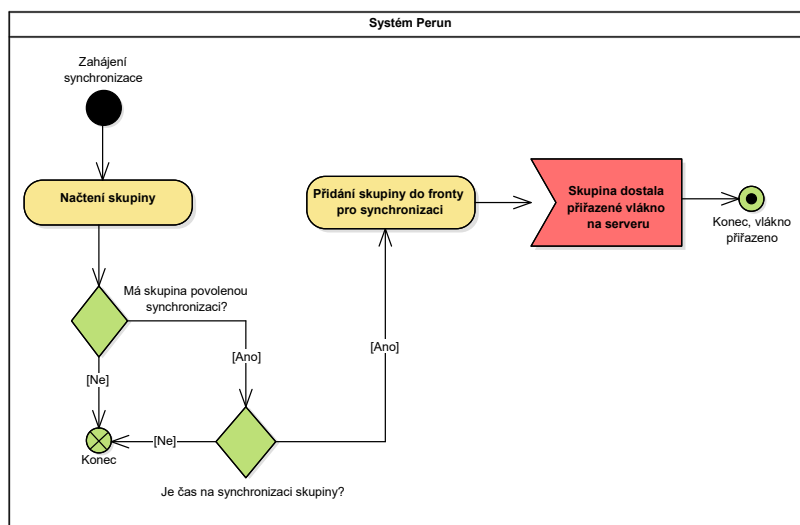 Systém Perun
Zahájení
synchronizace
Načtení skupiny
Přidání skupiny do fronty
pro synchronizaci
Skupina dostala
přiřazené vlákno
na serveru
Konec, vlákno
přiřazeno
Má skupina povolenou
synchronizaci?
[Ano]
[Ano]
[Ne]
[Ne]
Konec
Je čas na synchronizaci skupiny?